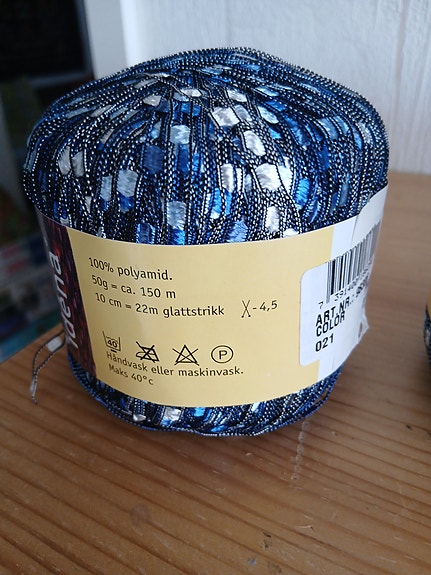 100% polyamid.
50g = ca. 150 m
10 cm = 22m glattstrikk
- 4,5
40
P
Håndvask eller maskinvask.
Maks 40°c
ART.NR.
COLOR
021